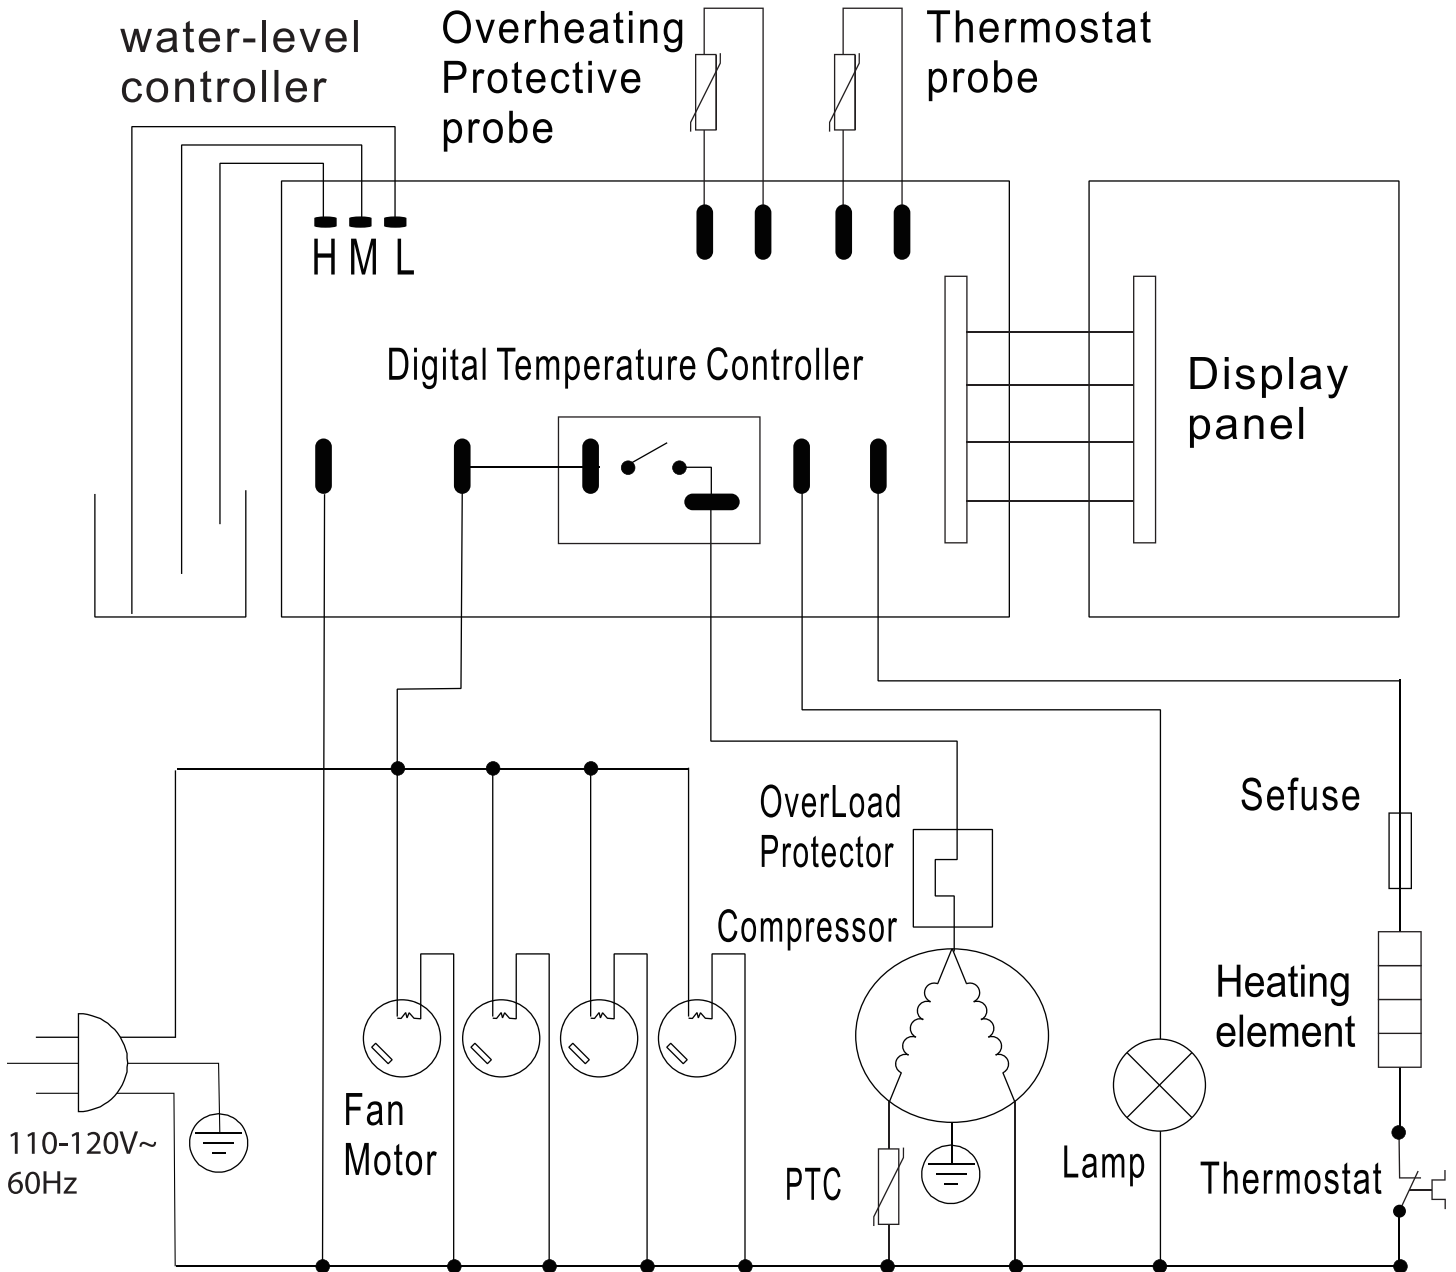 water-level
controller
Overheating
Protective
probe
Thermostat
probe
H M L
Digital Temperature Controller
Display
panel
OverLoad
Protector
Sefuse
Compressor
Heating
element
Fan
Motor
110-120V~
60Hz
PTC
Lamp
Thermostat